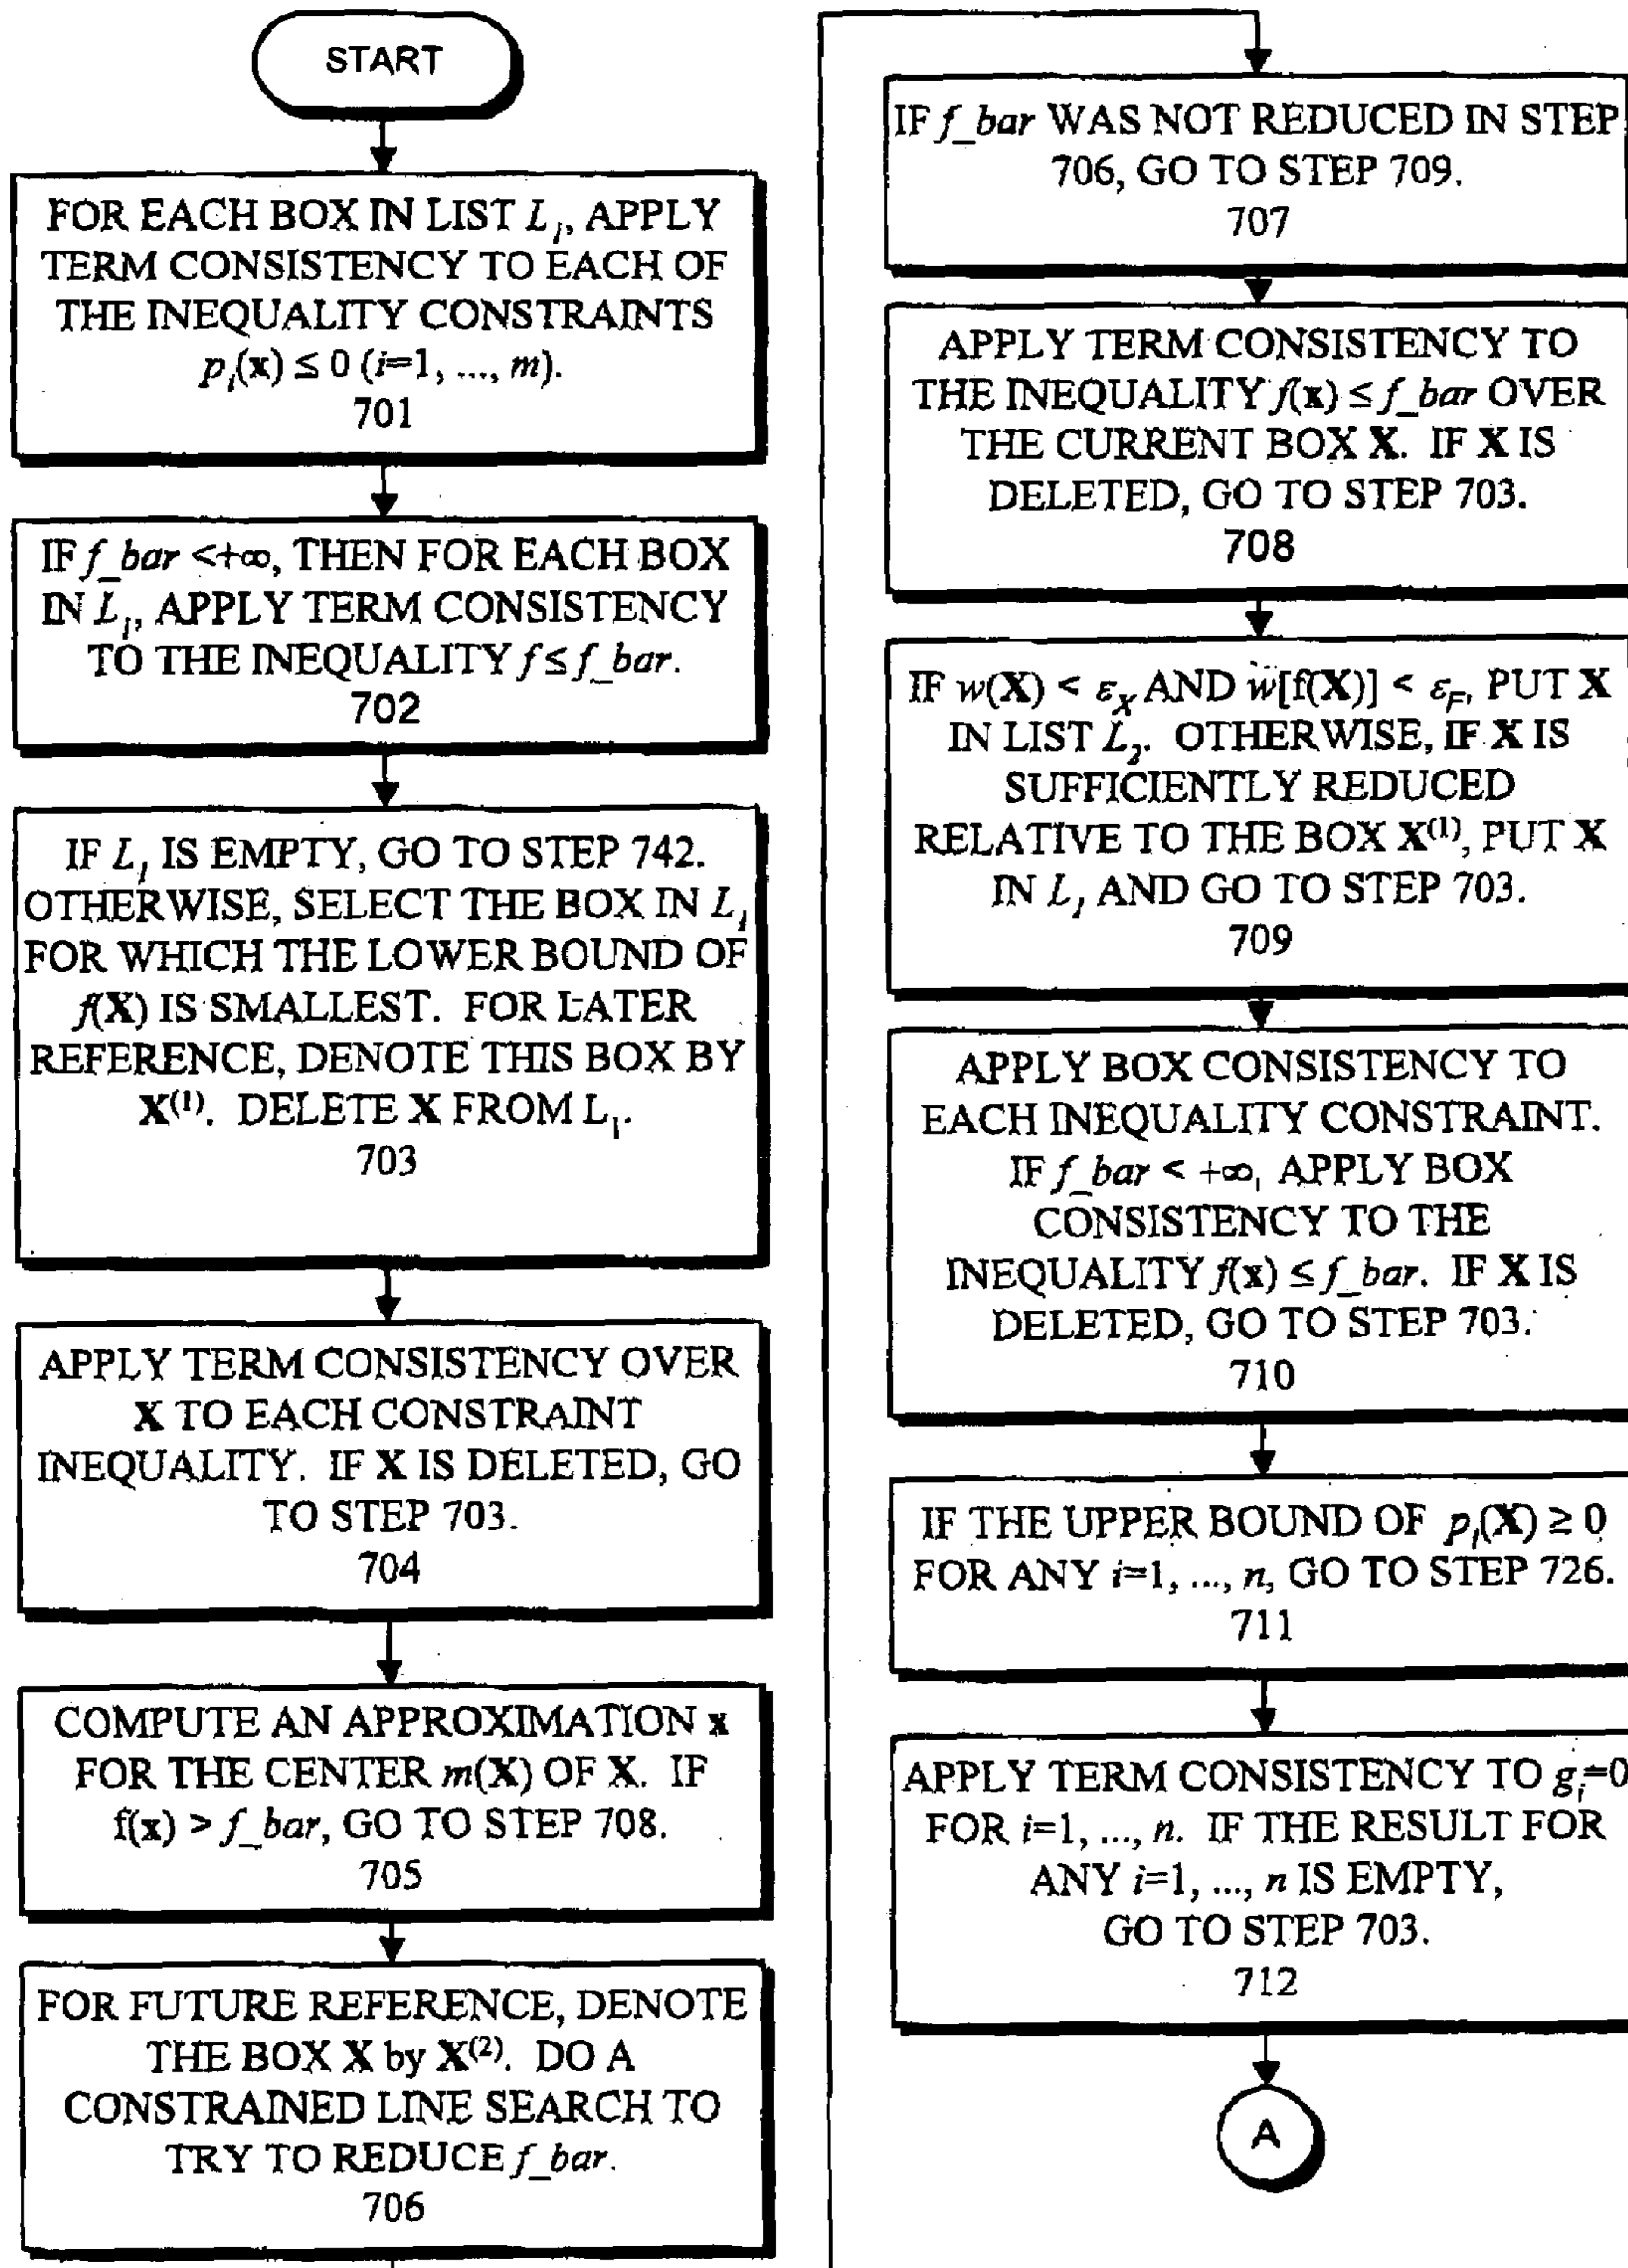 START
FOR EACH BOX IN LIST L₁, APPLY
TERM CONSISTENCY TO EACH OF
THE INEQUALITY CONSTRAINTS
pᵢ(x) ≤ 0 (i=1, ..., m).
701
IF f_bar <+∞, THEN FOR EACH BOX
IN L₁, APPLY TERM CONSISTENCY
TO THE INEQUALITY f ≤ f_bar.
702
IF L₁ IS EMPTY, GO TO STEP 742.
OTHERWISE, SELECT THE BOX IN L₁
FOR WHICH THE LOWER BOUND OF
f(X) IS SMALLEST. FOR LATER
REFERENCE, DENOTE THIS BOX BY
X⁽¹⁾. DELETE X FROM L₁.
703
APPLY TERM CONSISTENCY OVER
X TO EACH CONSTRAINT
INEQUALITY. IF X IS DELETED, GO
TO STEP 703.
704
COMPUTE AN APPROXIMATION x
FOR THE CENTER m(X) OF X. IF
f(x) > f_bar, GO TO STEP 708.
705
FOR FUTURE REFERENCE, DENOTE
THE BOX X by X⁽²⁾. DO A
CONSTRAINED LINE SEARCH TO
TRY TO REDUCE f_bar.
706
IF f_bar WAS NOT REDUCED IN STEP
706, GO TO STEP 709.
707
APPLY TERM CONSISTENCY TO
THE INEQUALITY f(x) ≤ f_bar OVER
THE CURRENT BOX X. IF X IS
DELETED, GO TO STEP 703.
708
IF w(X) < ε_X AND w[f(X)] < ε_F, PUT X
IN LIST L₂. OTHERWISE, IF X IS
SUFFICIENTLY REDUCED
RELATIVE TO THE BOX X⁽¹⁾, PUT X
IN L₁ AND GO TO STEP 703.
709
APPLY BOX CONSISTENCY TO
EACH INEQUALITY CONSTRAINT.
IF f_bar < +∞, APPLY BOX
CONSISTENCY TO THE
INEQUALITY f(x) ≤ f_bar. IF X IS
DELETED, GO TO STEP 703.
710
IF THE UPPER BOUND OF pᵢ(X) ≥ 0
FOR ANY i=1, ..., n, GO TO STEP 726.
711
APPLY TERM CONSISTENCY TO gᵢ=0
FOR i=1, ..., n. IF THE RESULT FOR
ANY i=1, ..., n IS EMPTY,
GO TO STEP 703.
712
A